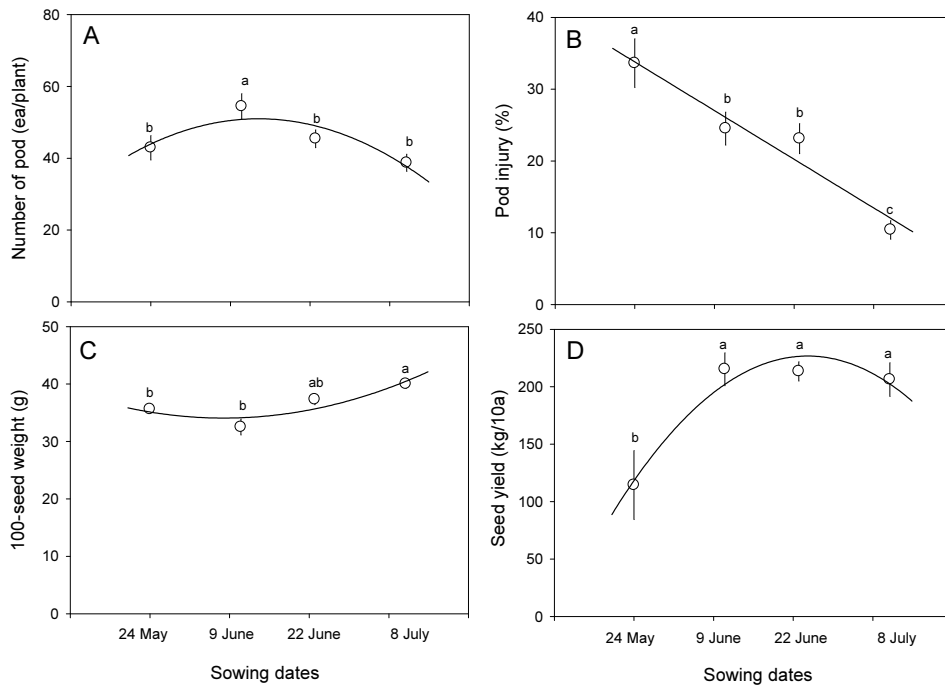 A
Number of pod (ea/plant)
80
60
40
20
0
b
a
b
b
B
Pod injury (%)
40
30
20
10
0
a
b
b
c
C
100-seed weight (g)
50
40
30
20
10
0
b
b
ab
a
24 May
9 June
22 June
8 July
Sowing dates
D
Seed yield (kg/10a)
250
200
150
100
50
0
b
a
a
a
24 May
9 June
22 June
8 July
Sowing dates